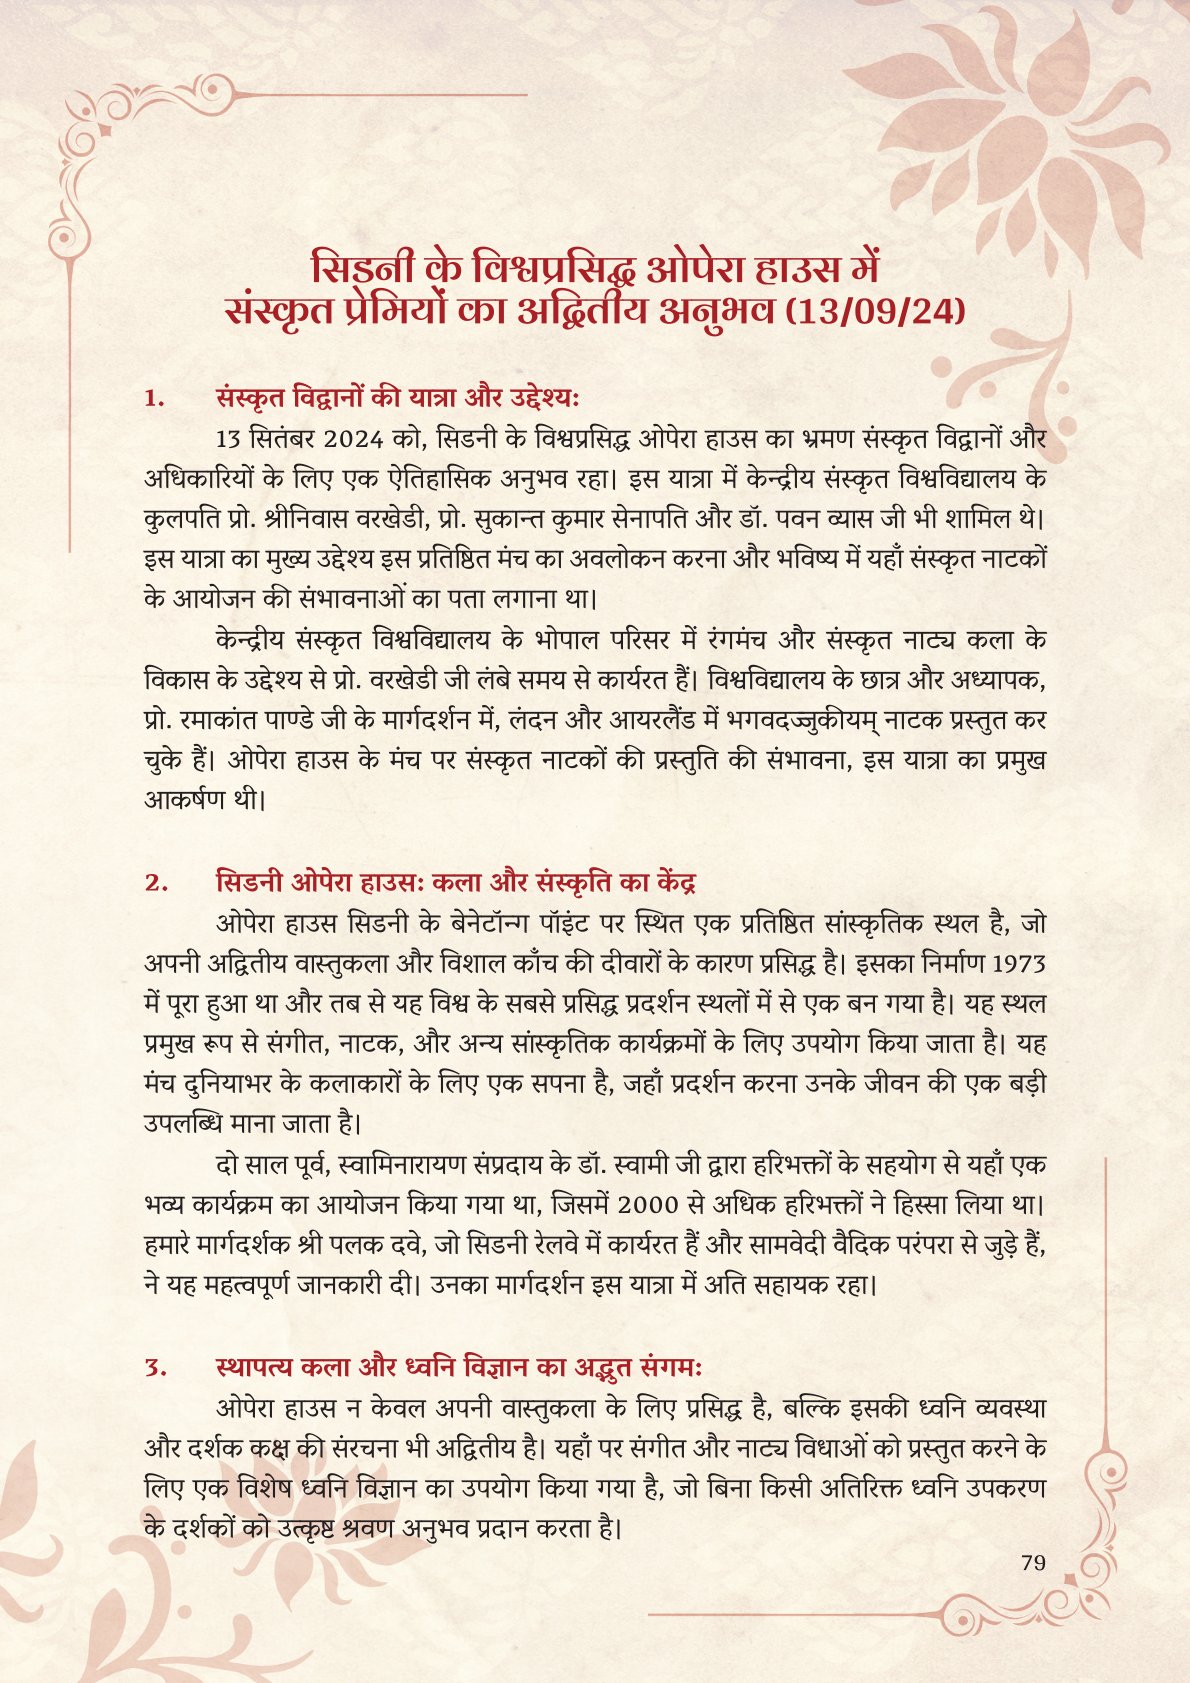 सिडनी के विश्वप्रसिद्ध ओपेरा हाउस में
संस्कृत प्रेमियों का अद्वितीय अनुभव (13/09/24)
1. संस्कृत विद्वानों की यात्रा और उद्देश्य:
13 सितंबर 2024 को, सिडनी के विश्वप्रसिद्ध ओपेरा हाउस का भ्रमण संस्कृत विद्वानों और
अधिकारियों के लिए एक ऐतिहासिक अनुभव रहा। इस यात्रा में केन्द्रीय संस्कृत विश्वविद्यालय के
कुलपति प्रो. श्रीनिवास वरखेडी, प्रो. सुकान्त कुमार सेनापति और डॉ. पवन व्यास जी भी शामिल थे।
इस यात्रा का मुख्य उद्देश्य इस प्रतिष्ठित मंच का अवलोकन करना और भविष्य में यहाँ संस्कृत नाटकों
के आयोजन की संभावनाओं का पता लगाना था।
केन्द्रीय संस्कृत विश्वविद्यालय के भोपाल परिसर में रंगमंच और संस्कृत नाट्य कला के
विकास के उद्देश्य से प्रो. वरखेडी जी लंबे समय से कार्यरत हैं। विश्वविद्यालय के छात्र और अध्यापक,
प्रो. रमाकांत पाण्डे जी के मार्गदर्शन में, लंदन और आयरलैंड में भगवदज्जुकीयम् नाटक प्रस्तुत कर
चुके हैं। ओपेरा हाउस के मंच पर संस्कृत नाटकों की प्रस्तुति की संभावना, इस यात्रा का प्रमुख
आकर्षण थी।
2. सिडनी ओपेरा हाउस: कला और संस्कृति का केंद्र
ओपेरा हाउस सिडनी के बेनेटॉन्ग पॉइंट पर स्थित एक प्रतिष्ठित सांस्कृतिक स्थल है, जो
अपनी अद्वितीय वास्तुकला और विशाल काँच की दीवारों के कारण प्रसिद्ध है। इसका निर्माण 1973
में पूरा हुआ था और तब से यह विश्व के सबसे प्रसिद्ध प्रदर्शन स्थलों में से एक बन गया है। यह स्थल
प्रमुख रूप से संगीत, नाटक, और अन्य सांस्कृतिक कार्यक्रमों के लिए उपयोग किया जाता है। यह
मंच दुनियाभर के कलाकारों के लिए एक सपना है, जहाँ प्रदर्शन करना उनके जीवन की एक बड़ी
उपलब्धि माना जाता है।
दो साल पूर्व, स्वामिनारायण संप्रदाय के डॉ. स्वामी जी द्वारा हरिभक्तों के सहयोग से यहाँ एक
भव्य कार्यक्रम का आयोजन किया गया था, जिसमें 2000 से अधिक हरिभक्तों ने हिस्सा लिया था।
हमारे मार्गदर्शक श्री पलक दवे, जो सिडनी रेलवे में कार्यरत हैं और सामवेदी वैदिक परंपरा से जुड़े हैं,
ने यह महत्वपूर्ण जानकारी दी। उनका मार्गदर्शन इस यात्रा में अति सहायक रहा।
3. स्थापत्य कला और ध्वनि विज्ञान का अद्भुत संगम:
ओपेरा हाउस न केवल अपनी वास्तुकला के लिए प्रसिद्ध है, बल्कि इसकी ध्वनि व्यवस्था
और दर्शक कक्ष की संरचना भी अद्वितीय है। यहाँ पर संगीत और नाट्य विधाओं को प्रस्तुत करने के
लिए एक विशेष ध्वनि विज्ञान का उपयोग किया गया है, जो बिना किसी अतिरिक्त ध्वनि उपकरण
के दर्शकों को उत्कृष्ट श्रवण अनुभव प्रदान करता है।
79